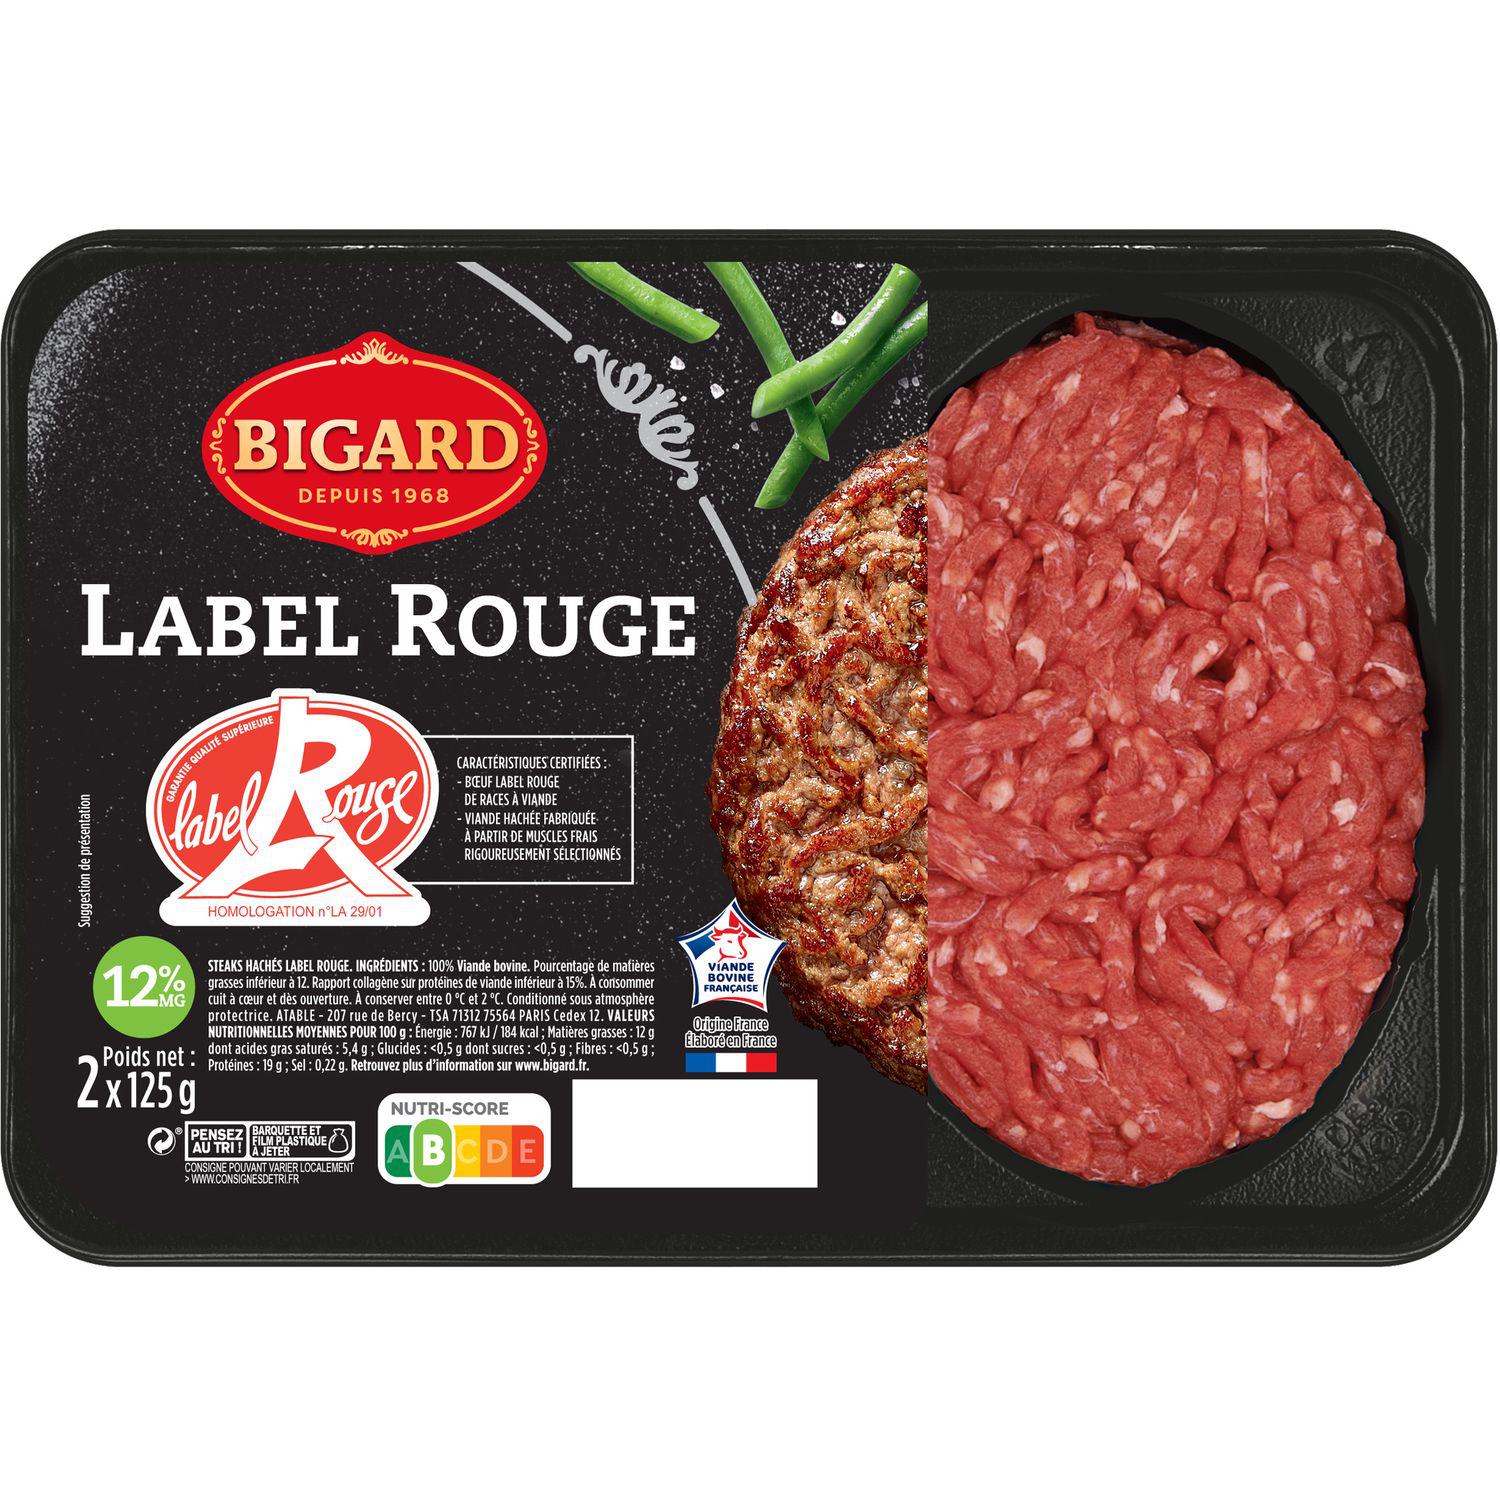 BIGARD
DEPUIS 1968
LABEL ROUGE
GARANTIE QUALITÉ SUPÉRIEURE
label Rouge
HOMOLOGATION n°LA 29/01
CARACTÉRISTIQUES CERTIFIÉES :
- BŒUF LABEL ROUGE
DE RACES À VIANDE
- VIANDE HACHÉE FABRIQUÉE
À PARTIR DE MUSCLES FRAIS
RIGOUREUSEMENT SÉLECTIONNÉS
Suggestion de présentation
12%
MG
STEAKS HACHÉS LABEL ROUGE. INGRÉDIENTS : 100% Viande bovine. Pourcentage de matières
grasses inférieur à 12. Rapport collagène sur protéines de viande inférieur à 15%. À consommer
cuit à cœur et dès ouverture. À conserver entre 0 °C et 2 °C. Conditionné sous atmosphère
protectrice. ATABLE - 207 rue de Bercy - TSA 71312 75564 PARIS Cedex 12. VALEURS
NUTRITIONNELLES MOYENNES POUR 100 g : Énergie : 767 kJ / 184 kcal ; Matières grasses : 12 g
dont acides gras saturés : 5,4 g ; Glucides : <0,5 g dont sucres : <0,5 g ; Fibres : <0,5 g ;
Protéines : 19 g ; Sel : 0,22 g. Retrouvez plus d'information sur www.bigard.fr.
VIANDE
BOVINE
FRANÇAISE
Origine France
Élaboré en France
Poids net :
2 x 125 g
PENSEZ
AU TRI !
BARQUETTE ET
FILM PLASTIQUE
À JETER
CONSIGNE POUVANT VARIER LOCALEMENT
> WWW.CONSIGNESDETRI.FR
NUTRI-SCORE
A B C D E